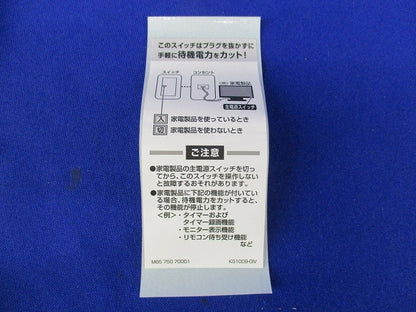 このスイッチはプラグを抜かずに
手軽に待機電力をカット！
スイッチ
コンセント
<例>家電製品
主電源スイッチ
入 家電製品を使っているとき
切 家電製品を使わないとき
ご注意
●家電製品の主電源スイッチを切っ
てから、このスイッチを操作しない
と故障するおそれがあります。
●家電製品に下記の機能が付いてい
る場合、待機電力をカットすると、
その機能が停止します。
<例>・タイマーおよび
タイマー録画機能
・モニター表示機能
・リモコン待ち受け機能
など
M65 750 70001
KS1009-GIV